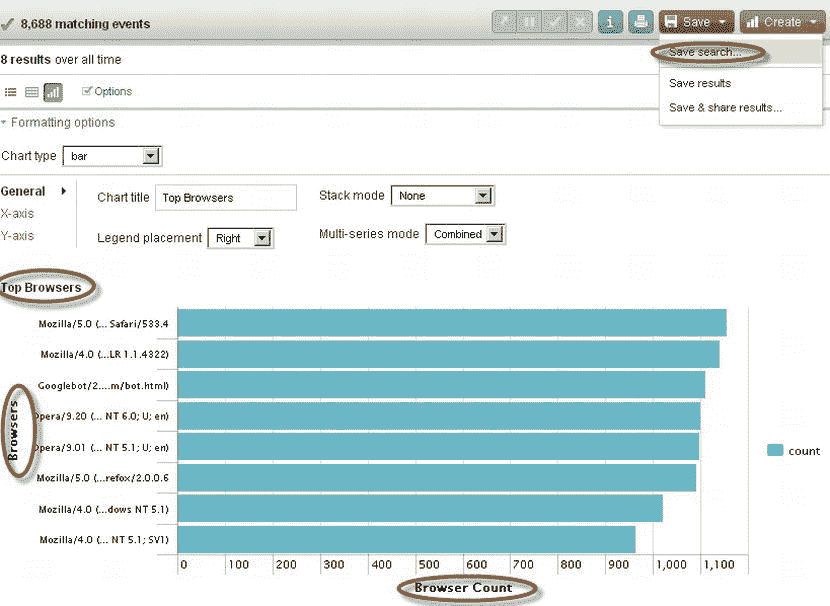 8,688 matching events
Save
Create
Save search...
8 results over all time
Save results
Save & share results...
Options
Formatting options
Chart type
bar
General
X-axis
Y-axis
Chart title
Top Browsers
Stack mode
None
Legend placement
Right
Multi-series mode
Combined
Top Browsers
Browsers
Mozilla/5.0 (... Safari/533.4
Mozilla/4.0 (...LR 1.1.4322)
Googlebot/2....m/bot.html)
Opera/9.20 (... NT 6.0; U; en)
Opera/9.01 (... NT 5.1; U; en)
Mozilla/5.0 (...refox/2.0.0.6
Mozilla/4.0 (...dows NT 5.1)
Mozilla/4.0 (... NT 5.1; SV1)
count
0 100 200 300 400 500 600 700 800 900 1,000 1,100
Browser Count